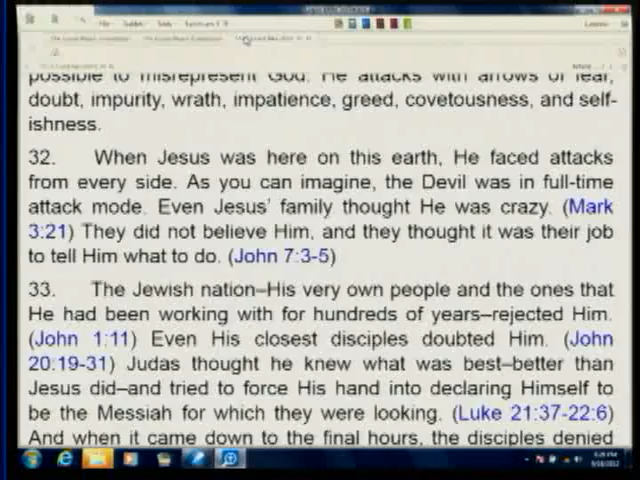 possible to misrepresent God. He attacks with arrows of fear,
doubt, impurity, wrath, impatience, greed, covetousness, and self-
ishness.
32. When Jesus was here on this earth, He faced attacks
from every side. As you can imagine, the Devil was in full-time
attack mode. Even Jesus' family thought He was crazy. (Mark
3:21) They did not believe Him, and they thought it was their job
to tell Him what to do. (John 7:3-5)
33. The Jewish nation–His very own people and the ones that
He had been working with for hundreds of years–rejected Him.
(John 1:11) Even His closest disciples doubted Him. (John
20:19-31) Judas thought he knew what was best–better than
Jesus did–and tried to force His hand into declaring Himself to
be the Messiah for which they were looking. (Luke 21:37-22:6)
And when it came down to the final hours, the disciples denied